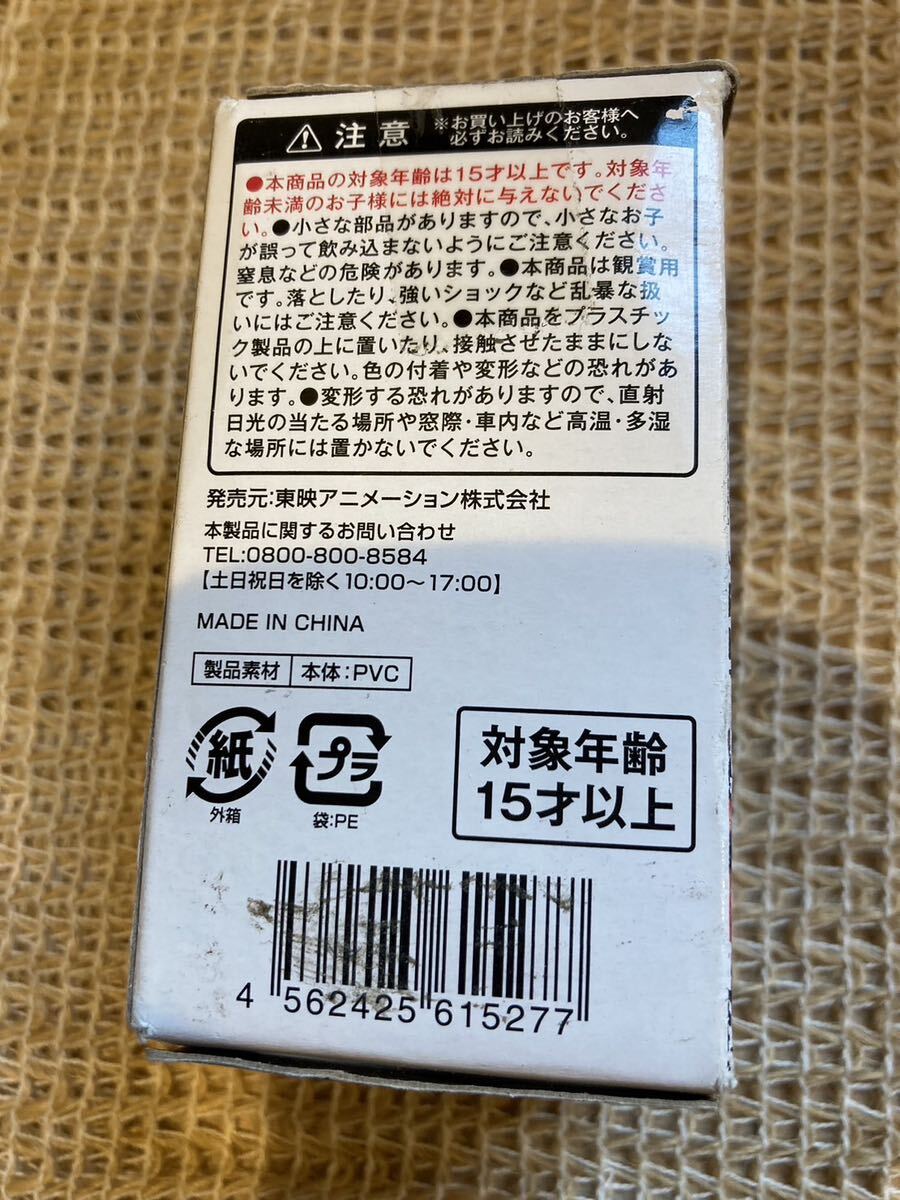 注意 ※お買い上げのお客様へ
必ずお読みください。
●本商品の対象年齢は15才以上です。対象年
齢未満のお子様には絶対に与えないでくださ
い。●小さな部品がありますので、小さなお子
が誤って飲み込まないようにご注意ください。
窒息などの危険があります。●本商品は観賞用
です。落としたり、強いショックなど乱暴な扱
いにはご注意ください。●本商品をプラスチッ
ク製品の上に置いたり、接触させたままにしな
いでください。色の付着や変形などの恐れがあ
ります。●変形する恐れがありますので、直射
日光の当たる場所や窓際・車内など高温・多湿
な場所には置かないでください。
発売元:東映アニメーション株式会社
本製品に関するお問い合わせ
TEL:0800-800-8584
【土日祝日を除く10:00〜17:00】
MADE IN CHINA
製品素材 本体:PVC
紙
外箱
プラ
袋:PE
対象年齢
15才以上
4 562425 615277